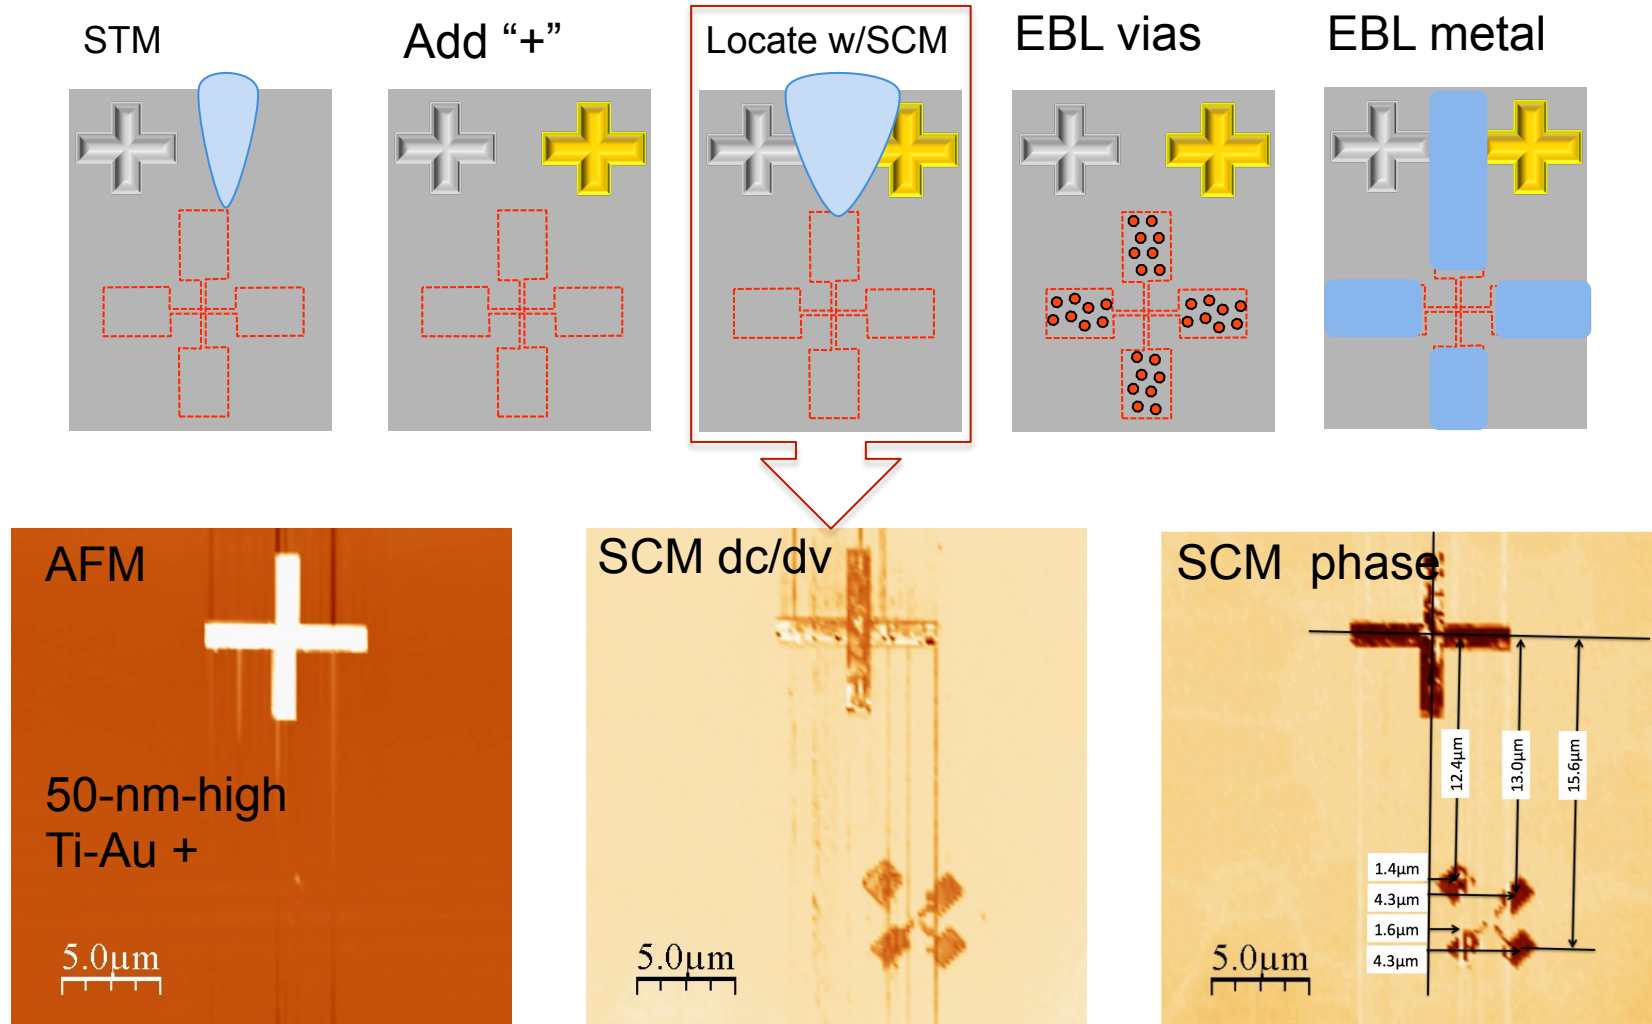 STM
Add “+”
Locate w/SCM
EBL vias
EBL metal
AFM
50-nm-high
Ti-Au +
5.0µm
SCM dc/dv
5.0µm
SCM phase
12.4µm
13.0µm
15.6µm
1.4µm
4.3µm
1.6µm
4.3µm
5.0µm